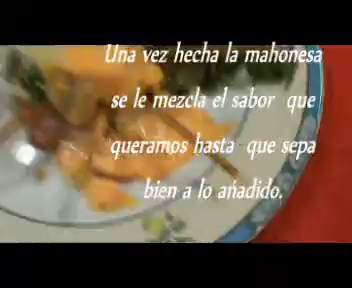 Una vez hecha la mahonesa
se le mezcla el sabor que
queramos hasta que sepa
bien a lo añadido.